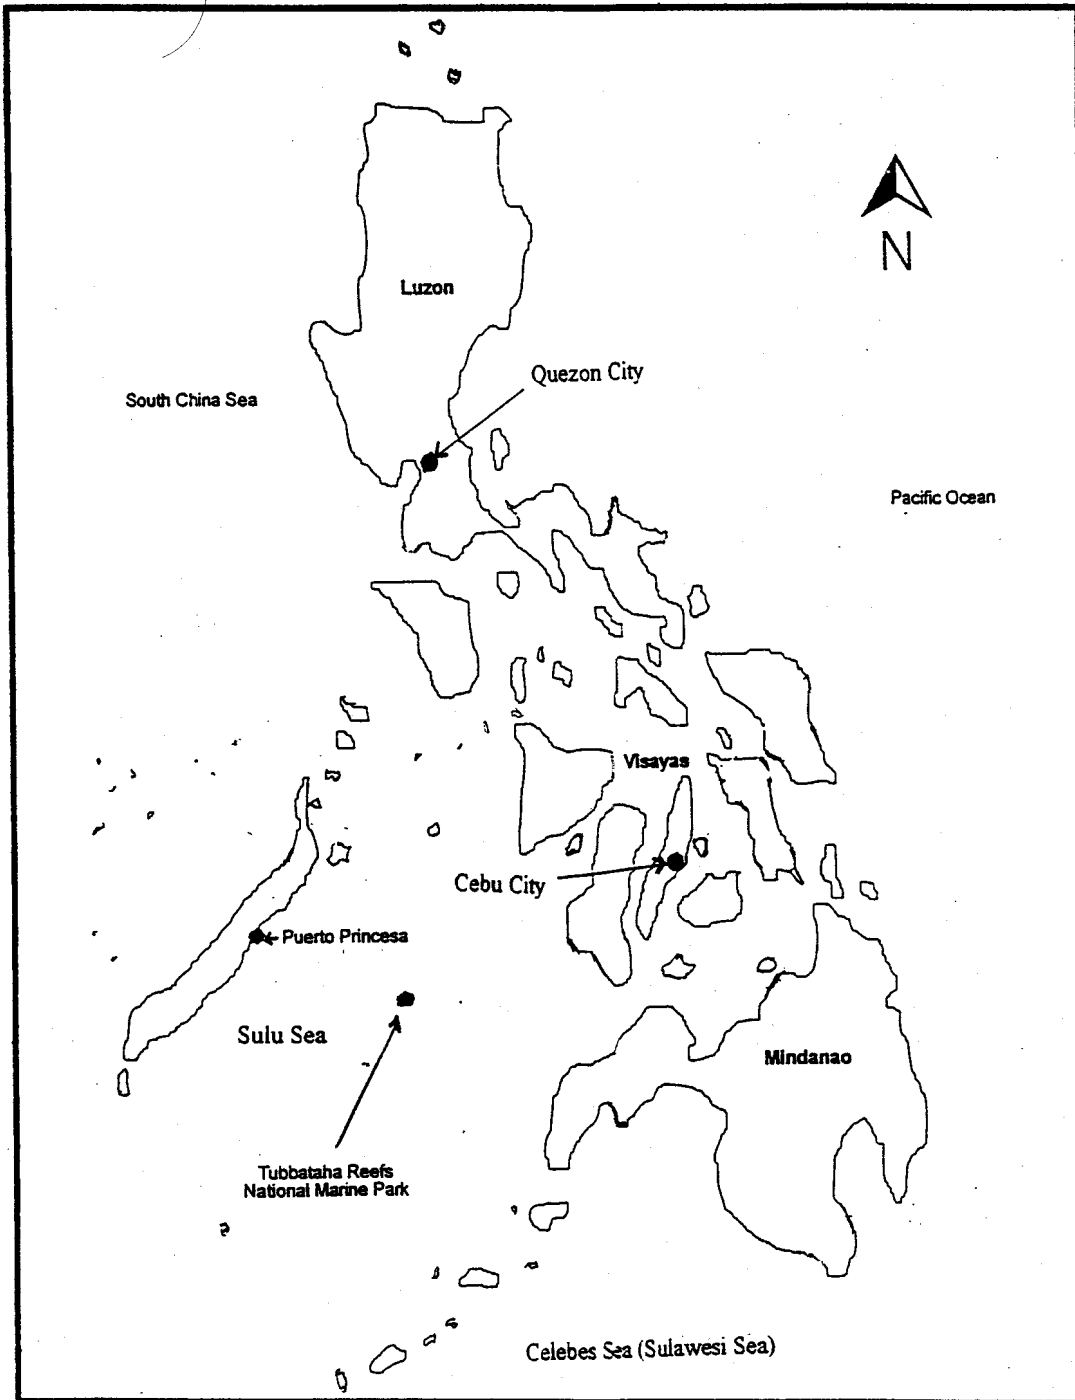 N
Luzon
Quezon City
South China Sea
Pacific Ocean
Visayas
Cebu City
Puerto Princesa
Sulu Sea
Mindanao
Tubbataha Reefs
National Marine Park
Celebes Sea (Sulawesi Sea)